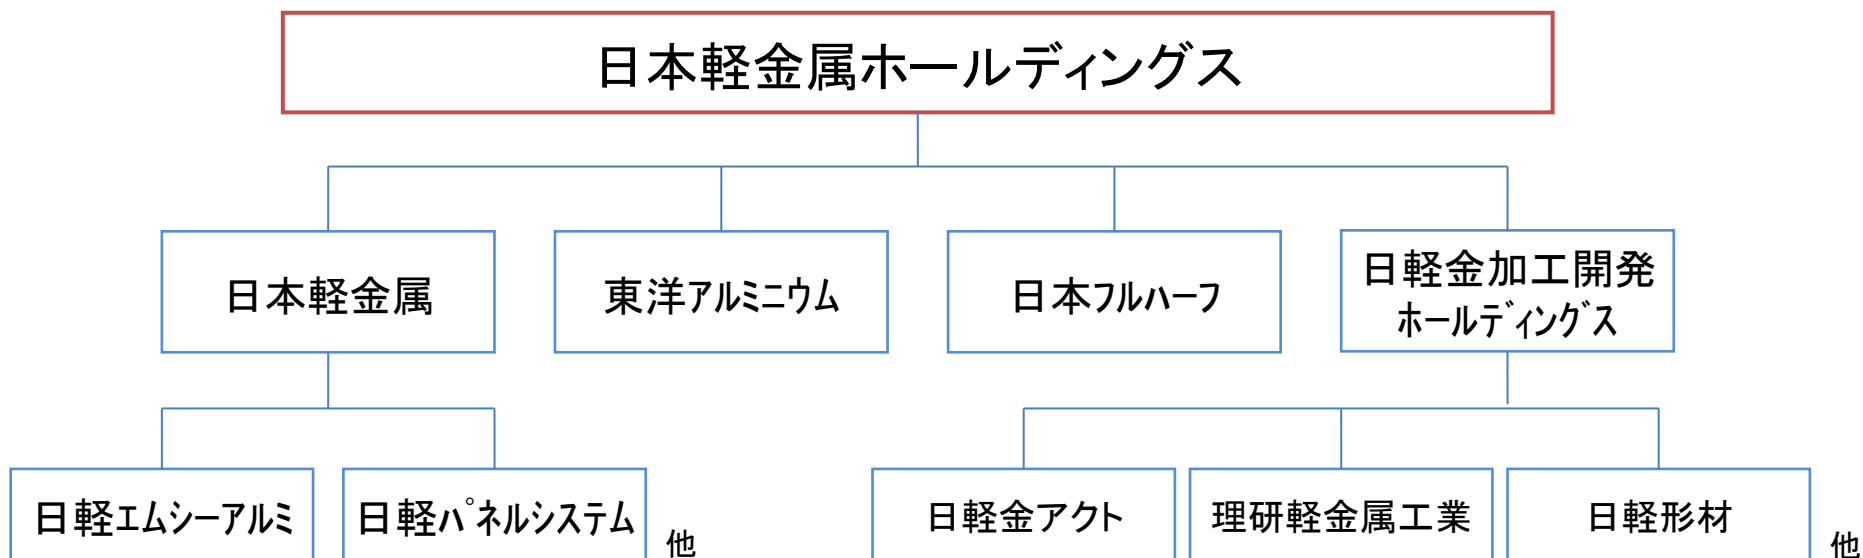 日本軽金属ホールディングス
日本軽金属
東洋アルミニウム
日本フルハーフ
日軽金加工開発
ホールディングス
日軽エムシーアルミ
日軽パネルシステム
他
日軽金アクト
理研軽金属工業
日軽形材
他